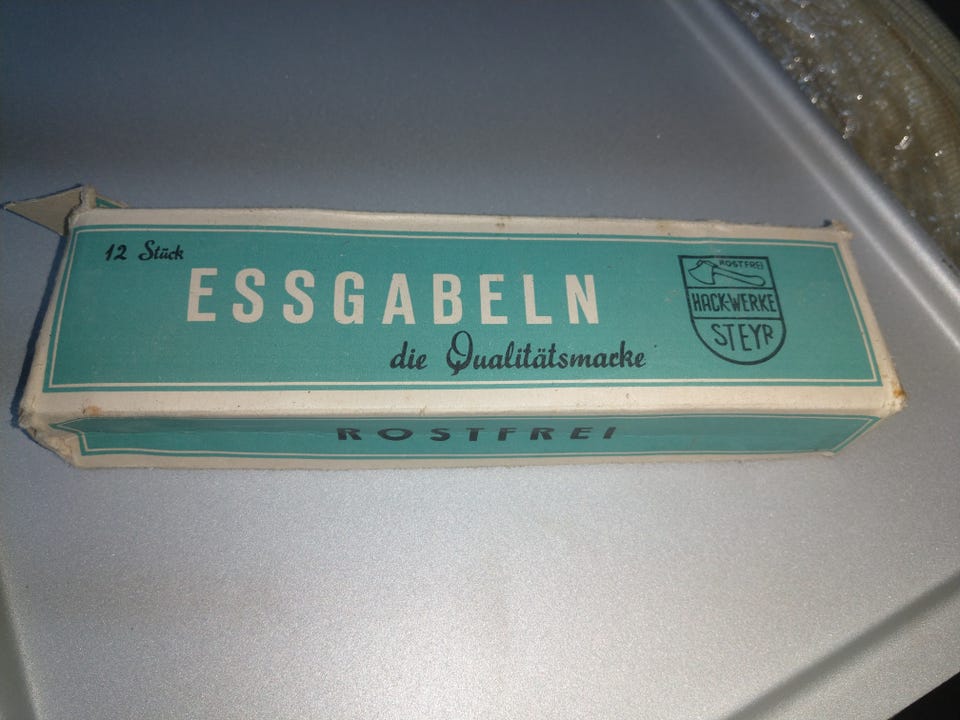 12 Stück
ESSGABELN
die Qualitätsmarke
ROSTFREI
HACK-WERKE
STEYR
ROSTFREI